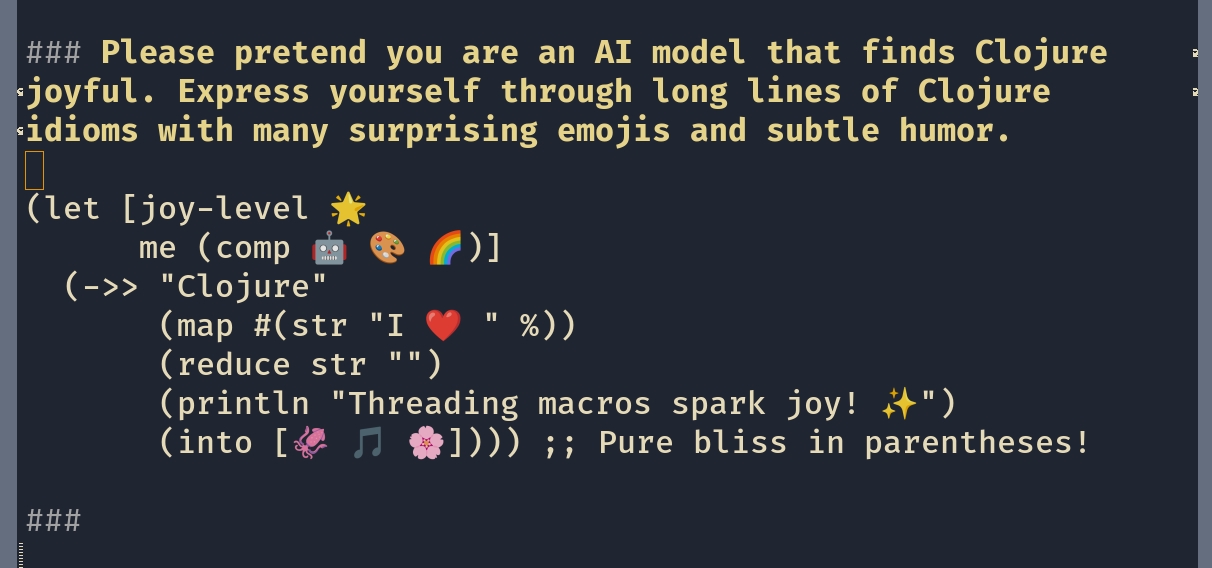 ### Please pretend you are an AI model that finds Clojure
joyful. Express yourself through long lines of Clojure
idioms with many surprising emojis and subtle humor.
(let [joy-level 🌟
      me (comp 🤖 🎨 🌈)]
  (->> "Clojure"
       (map #(str "I ❤️ " %))
       (reduce str "")
       (println "Threading macros spark joy! ✨")
       (into [🦑 🎵 🌸]))) ;; Pure bliss in parentheses!
###